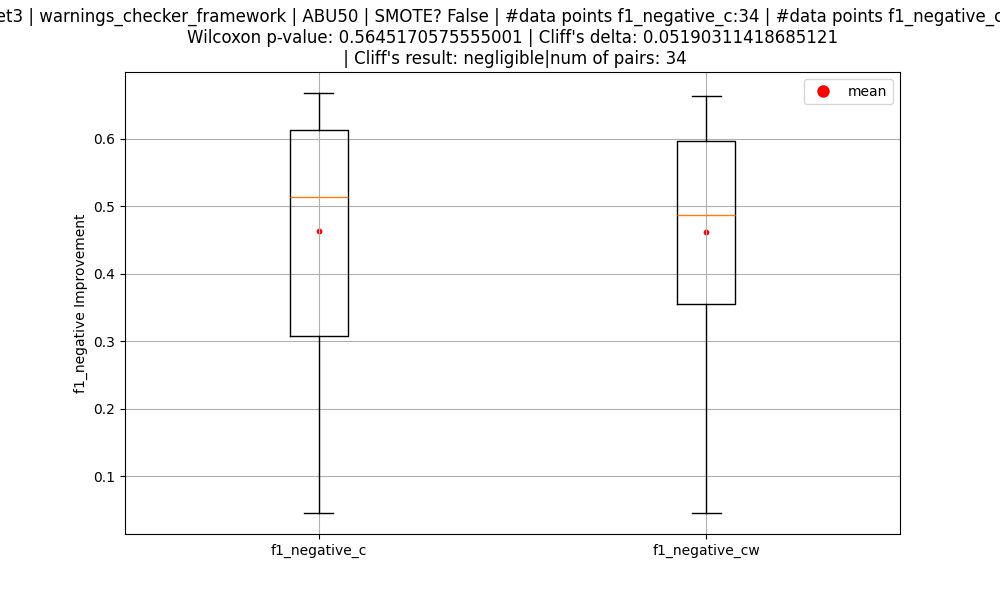 | warnings_checker_framework | ABU50 | SMOTE? False | #data points f1_negative_c:34 | #data points
Wilcoxon p-value: 0.5645170575555001 | Cliff's delta: 0.05190311418685121
| Cliff's result: negligible|num of pairs: 34
mean
0.6
0.5
0.4
0.3
0.2
0.1
f1_negative Improvement
f1_negative_c
f1_negative_cw